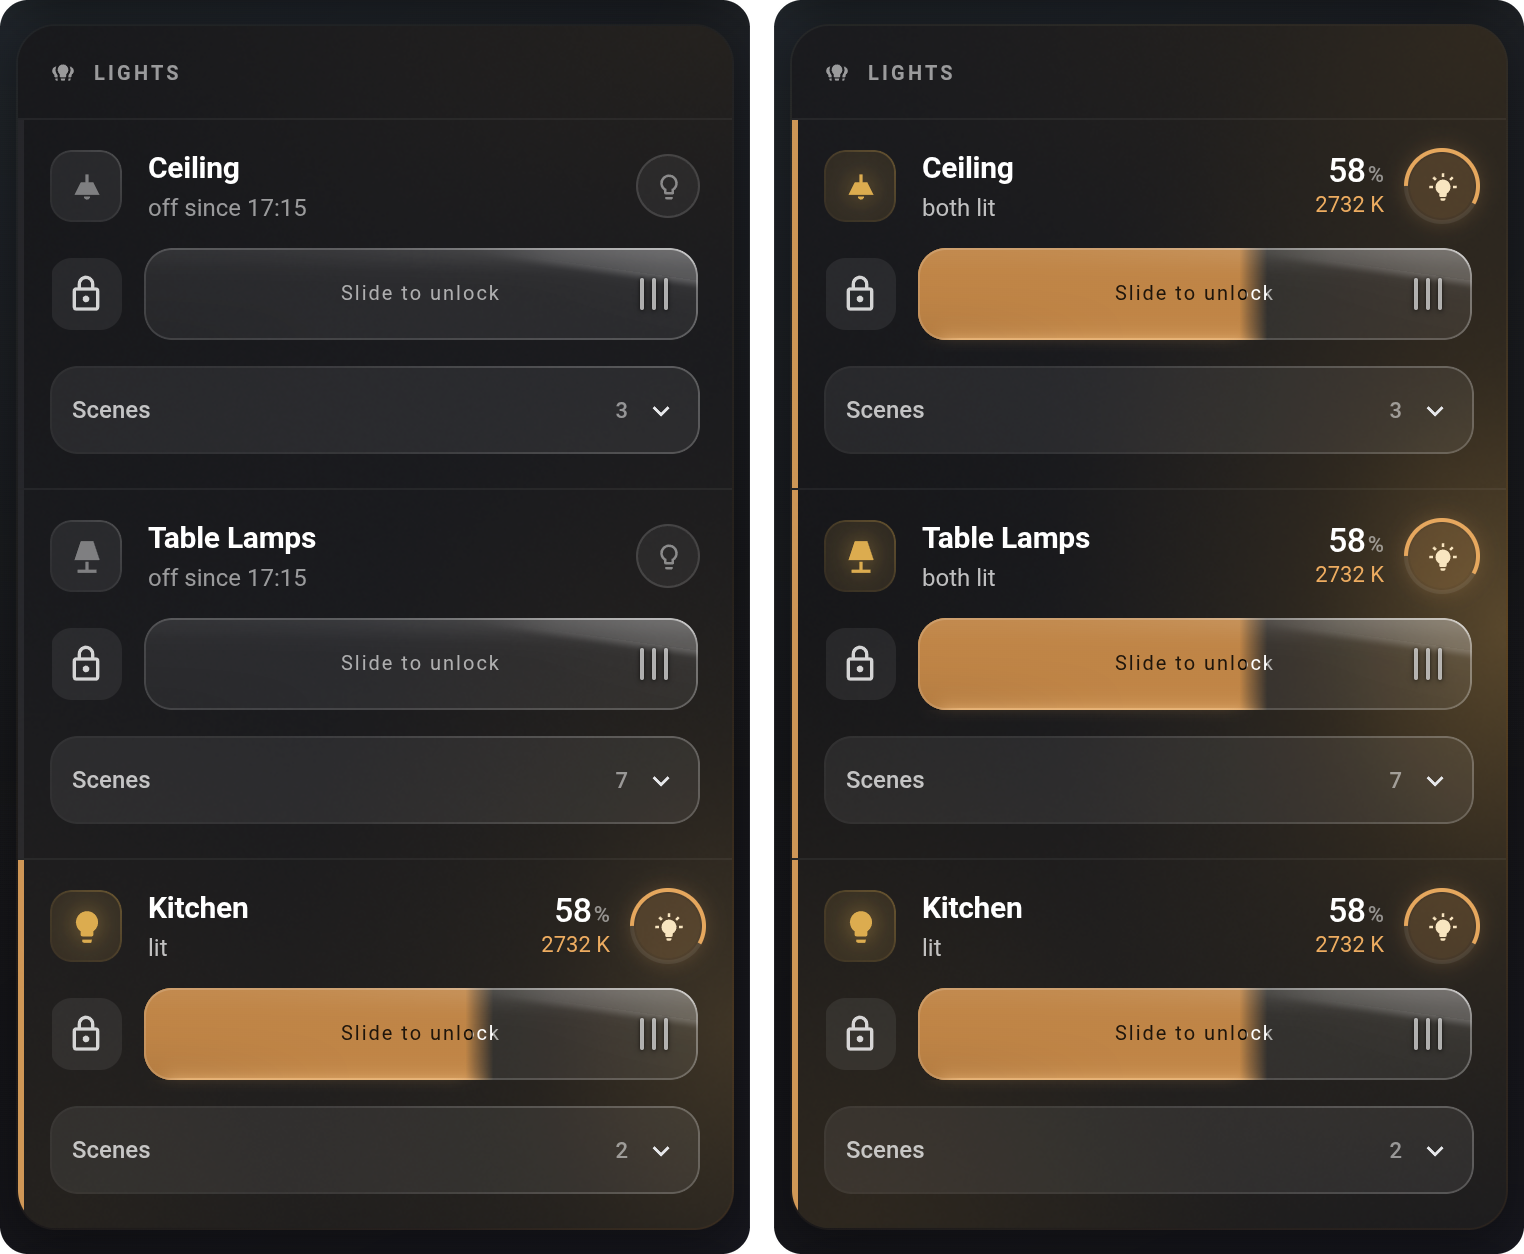 LIGHTS
Ceiling
off since 17:15
Slide to unlock
Scenes 3
Table Lamps
off since 17:15
Slide to unlock
Scenes 7
Kitchen
lit
58%
2732 K
Slide to unlock
Scenes 2
LIGHTS
Ceiling
both lit
58%
2732 K
Slide to unlock
Scenes 3
Table Lamps
both lit
58%
2732 K
Slide to unlock
Scenes 7
Kitchen
lit
58%
2732 K
Slide to unlock
Scenes 2